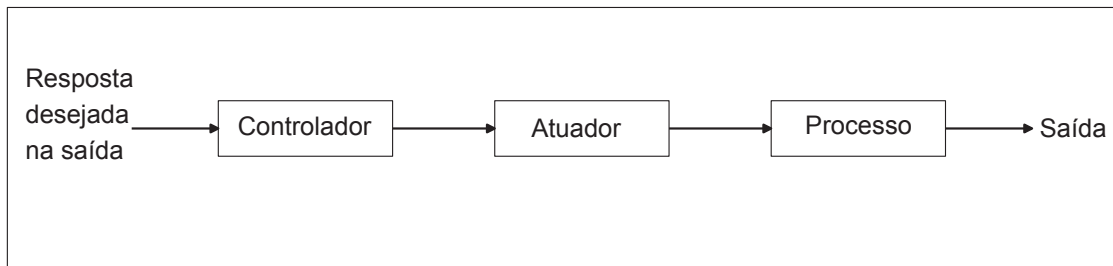 Resposta
desejada
na saída
Controlador
Atuador
Processo
Saída